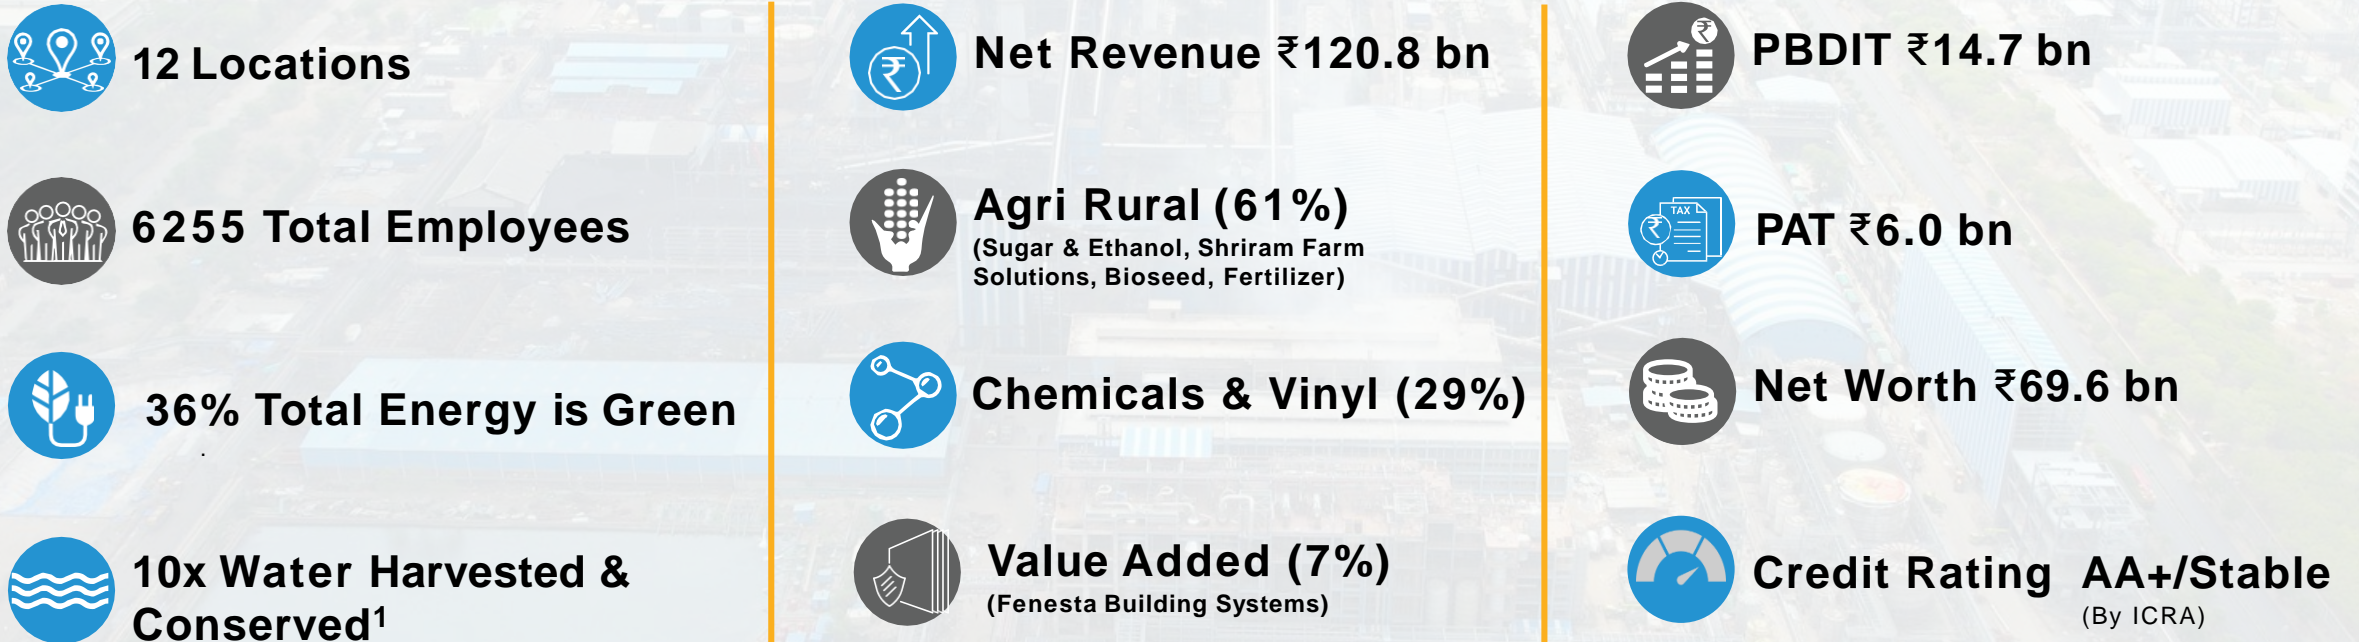 12 Locations
6255 Total Employees
36% Total Energy is Green
.
10x Water Harvested &
Conserved¹
Net Revenue ₹120.8 bn
Agri Rural (61%)
(Sugar & Ethanol, Shriram Farm
Solutions, Bioseed, Fertilizer)
Chemicals & Vinyl (29%)
Value Added (7%)
(Fenesta Building Systems)
₹
PBDIT ₹14.7 bn
TAX
₹
PAT ₹6.0 bn
Net Worth ₹69.6 bn
Credit Rating AA+/Stable
(By ICRA)